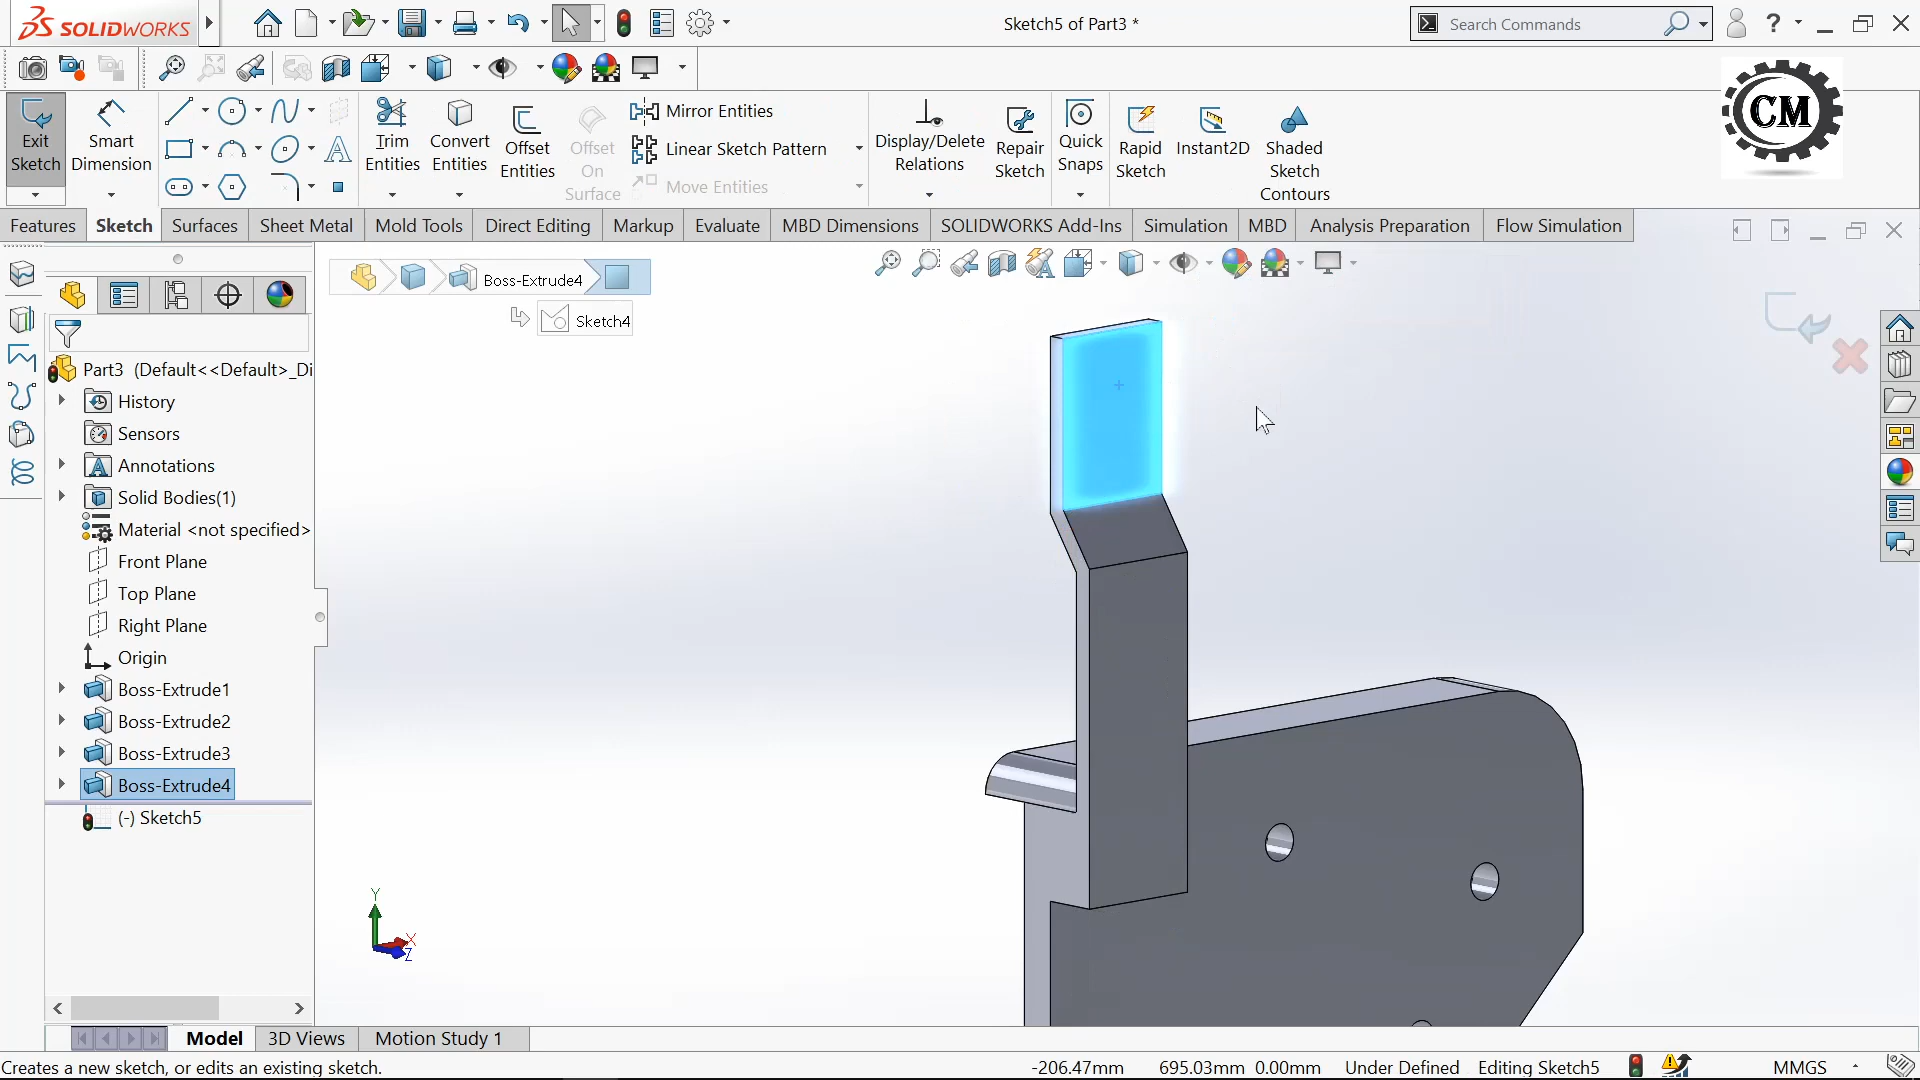 SOLIDWORKS
Sketch5 of Part3 *
Search Commands
?
Exit Sketch
Smart Dimension
Trim Entities
Convert Entities
Offset Entities
Offset On Surface
Mirror Entities
Linear Sketch Pattern
Move Entities
Display/Delete Relations
Repair Sketch
Quick Snaps
Rapid Sketch
Instant2D
Shaded Sketch Contours
CM
Features
Sketch
Surfaces
Sheet Metal
Mold Tools
Direct Editing
Markup
Evaluate
MBD Dimensions
SOLIDWORKS Add-Ins
Simulation
MBD
Analysis Preparation
Flow Simulation
Boss-Extrude4
Sketch4
Part3 (Default<<Default>_Di
History
Sensors
Annotations
Solid Bodies(1)
Material <not specified>
Front Plane
Top Plane
Right Plane
Origin
Boss-Extrude1
Boss-Extrude2
Boss-Extrude3
Boss-Extrude4
(-) Sketch5
Y
X
Z
Model
3D Views
Motion Study 1
Creates a new sketch, or edits an existing sketch.
-206.47mm
695.03mm 0.00mm
Under Defined
Editing Sketch5
MMGS